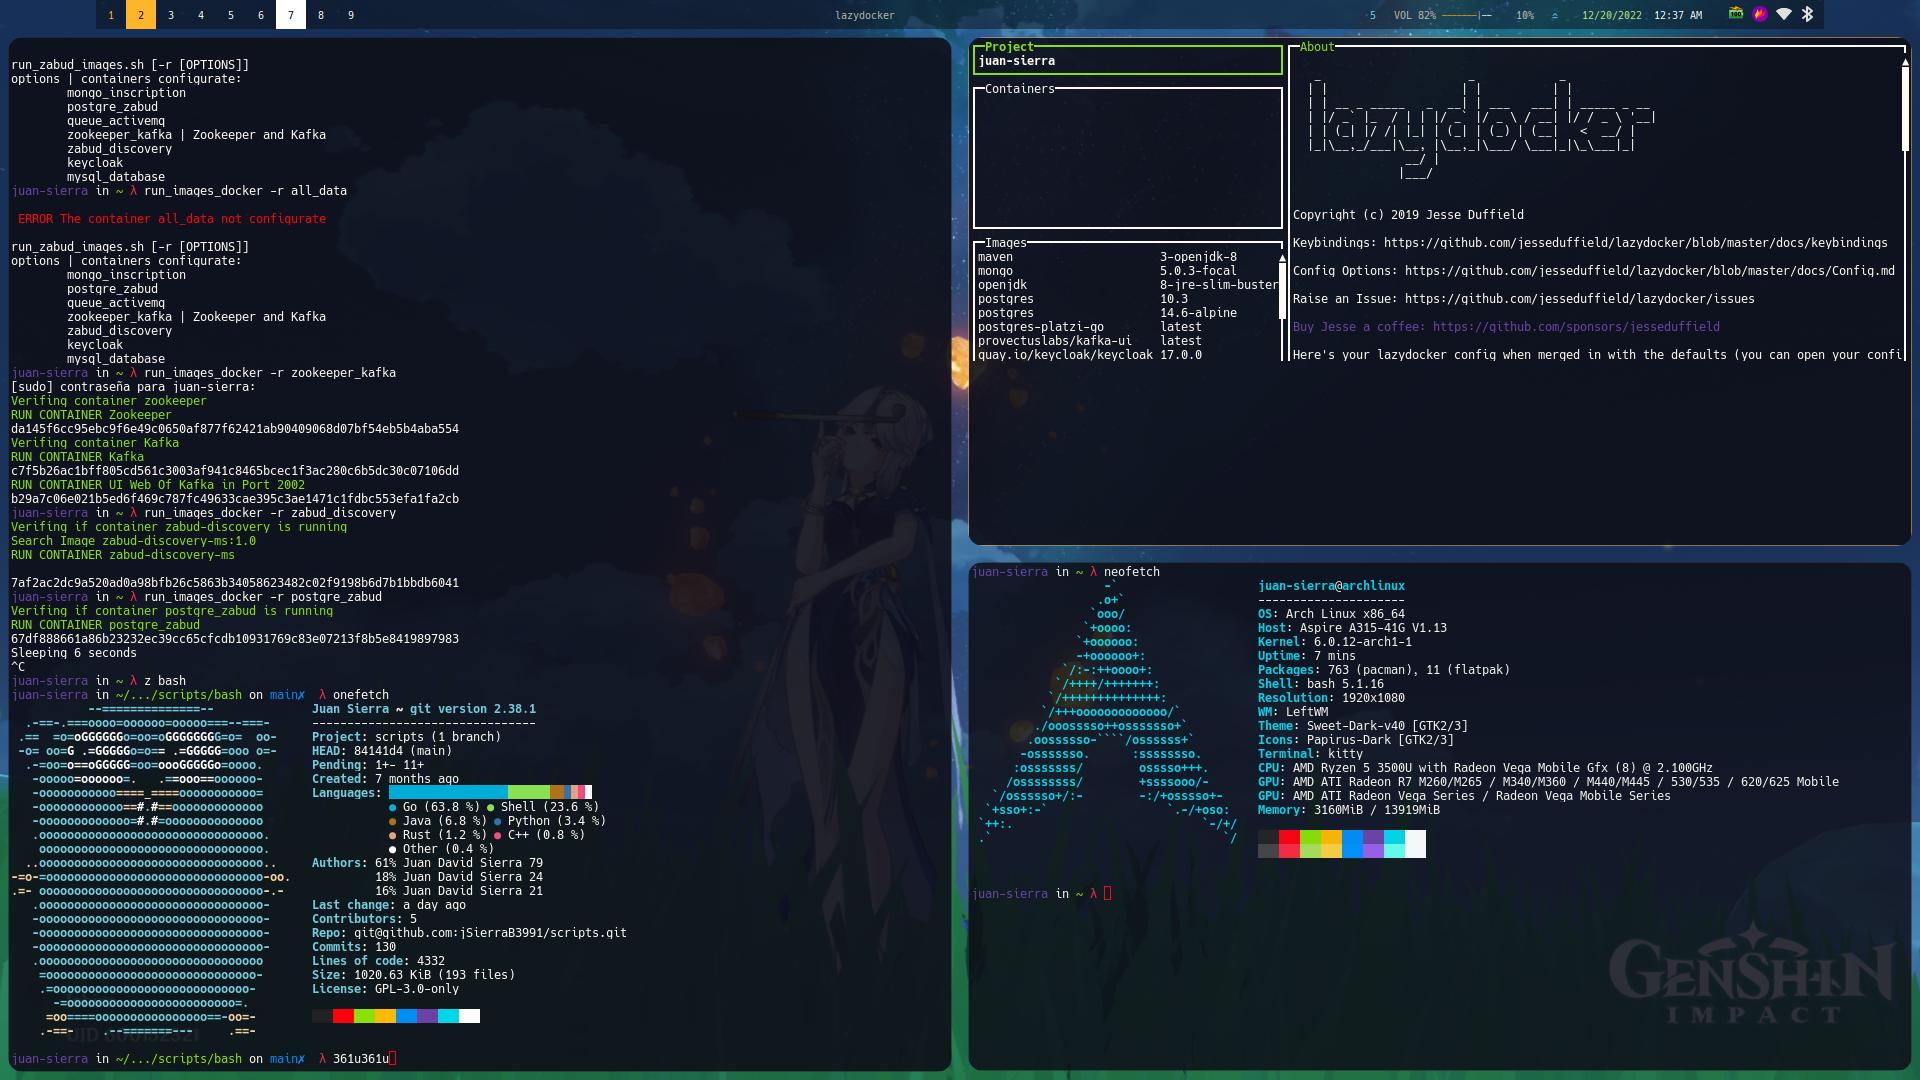 1 2 3 4 5 6 7 8 9
lazydocker
5 VOL 82% 10% 12/20/2022 12:37 AM
run_zabud_images.sh [-r [OPTIONS]]
options | containers configurate:
mongo_inscription
postgre_zabud
queue_activemq
zookeeper_kafka | Zookeeper and Kafka
zabud_discovery
keycloak
mysql_database
juan-sierra in ~ λ run_images_docker -r all_data
ERROR The container all_data not configurate
run_zabud_images.sh [-r [OPTIONS]]
options | containers configurate:
mongo_inscription
postgre_zabud
queue_activemq
zookeeper_kafka | Zookeeper and Kafka
zabud_discovery
keycloak
mysql_database
juan-sierra in ~ λ run_images_docker -r zookeeper_kafka
[sudo] contraseña para juan-sierra:
Verifing container zookeeper
RUN CONTAINER Zookeeper
da145f6cc95ebc9f6e49c0650af877f62421ab90409068d07bf54eb5b4aba554
Verifing container Kafka
RUN CONTAINER Kafka
c7f5b26ac1bff805cd561c3003af941c8465bcec1f3ac280c6b5dc30c07106dd
RUN CONTAINER UI Web Of Kafka in Port 2002
b29a7c06e021b5ed6f469c787fc49633cae395c3ae1471c1fdbc553efa1fa2cb
juan-sierra in ~ λ run_images_docker -r zabud_discovery
Verifing if container zabud-discovery is running
Search Image zabud-discovery-ms:1.0
RUN CONTAINER zabud-discovery-ms
7af2ac2dc9a520ad0a98bfb26c5863b34058623482c02f9198b6d7b1bbdb6041
juan-sierra in ~ λ run_images_docker -r postgre_zabud
Verifing if container postgre_zabud is running
RUN CONTAINER postgre_zabud
67df888661a86b23232ec39cc65cfcdb10931769c83e07213f8b5e8419897983
Sleeping 6 seconds
^C
juan-sierra in ~ λ z bash
juan-sierra in ~/.../scripts/bash on main✗ λ onefetch
Juan Sierra ~ git version 2.38.1
--------------------------------
Project: scripts (1 branch)
HEAD: 84141d4 (main)
Pending: 1+- 11+
Created: 7 months ago
Languages:
● Go (63.8 %) ● Shell (23.6 %)
● Java (6.8 %) ● Python (3.4 %)
● Rust (1.2 %) ● C++ (0.8 %)
● Other (0.4 %)
Authors: 61% Juan David Sierra 79
18% Juan David Sierra 24
16% Juan David Sierra 21
Last change: a day ago
Contributors: 5
Repo: git@github.com:jSierraB3991/scripts.git
Commits: 130
Lines of code: 4332
Size: 1020.63 KiB (193 files)
License: GPL-3.0-only
juan-sierra in ~/.../scripts/bash on main✗ λ 361u361u
Project
juan-sierra
Containers
Images
maven 3-openjdk-8
mongo 5.0.3-focal
openjdk 8-jre-slim-buster
postgres 10.3
postgres 14.6-alpine
postgres-platzi-go latest
provectuslabs/kafka-ui latest
quay.io/keycloak/keycloak 17.0.0
About
lazydocker
Copyright (c) 2019 Jesse Duffield
Keybindings: https://github.com/jesseduffield/lazydocker/blob/master/docs/keybindings
Config Options: https://github.com/jesseduffield/lazydocker/blob/master/docs/Config.md
Raise an Issue: https://github.com/jesseduffield/lazydocker/issues
Buy Jesse a coffee: https://github.com/sponsors/jesseduffield
Here's your lazydocker config when merged in with the defaults (you can open your confi
juan-sierra in ~ λ neofetch
juan-sierra@archlinux
---------------------
OS: Arch Linux x86_64
Host: Aspire A315-41G V1.13
Kernel: 6.0.12-arch1-1
Uptime: 7 mins
Packages: 763 (pacman), 11 (flatpak)
Shell: bash 5.1.16
Resolution: 1920x1080
WM: LeftWM
Theme: Sweet-Dark-v40 [GTK2/3]
Icons: Papirus-Dark [GTK2/3]
Terminal: kitty
CPU: AMD Ryzen 5 3500U with Radeon Vega Mobile Gfx (8) @ 2.100GHz
GPU: AMD ATI Radeon R7 M260/M265 / M340/M360 / M440/M445 / 530/535 / 620/625 Mobile
GPU: AMD ATI Radeon Vega Series / Radeon Vega Mobile Series
Memory: 3160MiB / 13919MiB
juan-sierra in ~ λ
GENSHIN
IMPACT